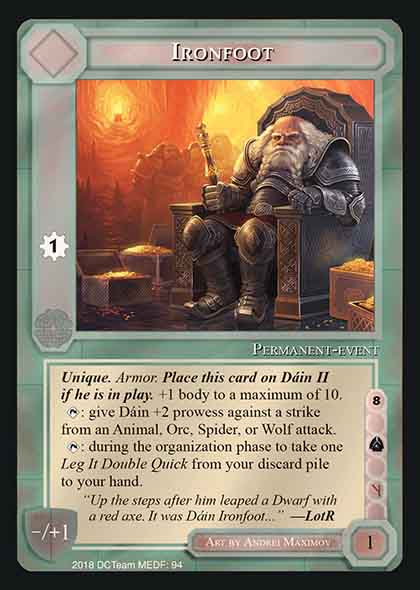 Ironfoot
1
Permanent-event
Unique. Armor. Place this card on Dáin II
if he is in play. +1 body to a maximum of 10.
: give Dáin +2 prowess against a strike
from an Animal, Orc, Spider, or Wolf attack.
: during the organization phase to take one
Leg It Double Quick from your discard pile
to your hand.
“Up the steps after him leaped a Dwarf with
a red axe. It was Dáin Ironfoot...” —LotR
8
-/+1
Art by Andrei Maximov
1
2018 DCTeam MEDF: 94